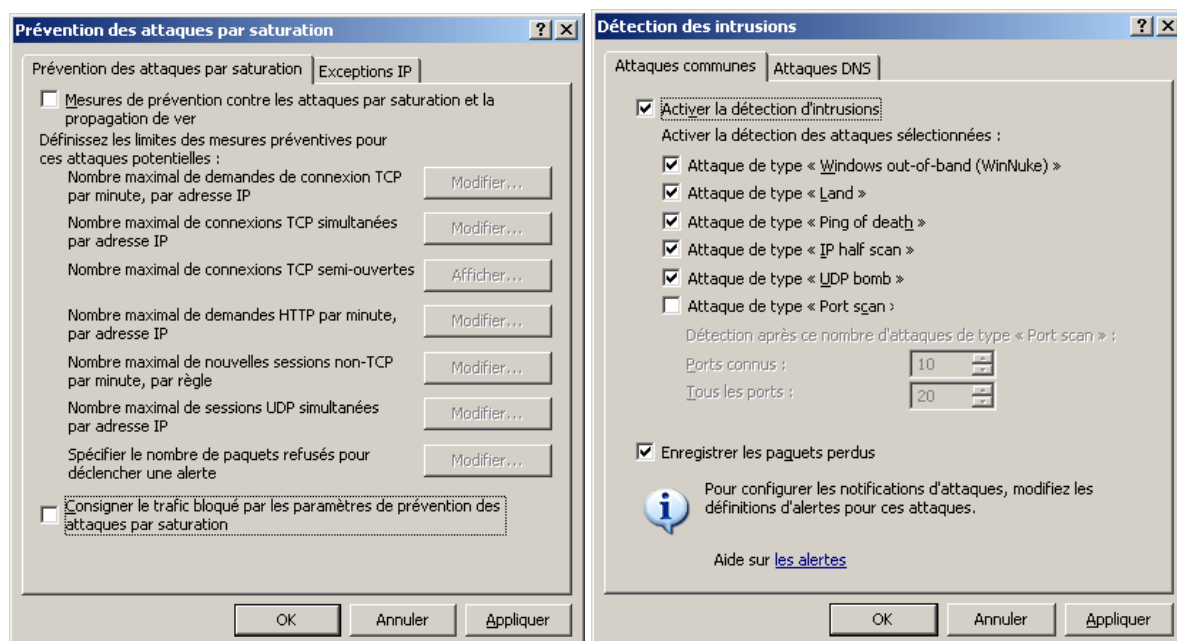 Prévention des attaques par saturation
Prévention des attaques par saturation
Exceptions IP
Mesures de prévention contre les attaques par saturation et la
propagation de ver
Définissez les limites des mesures préventives pour
ces attaques potentielles :
Nombre maximal de demandes de connexion TCP
par minute, par adresse IP
Modifier...
Nombre maximal de connexions TCP simultanées
par adresse IP
Modifier...
Nombre maximal de connexions TCP semi-ouvertes
Afficher...
Nombre maximal de demandes HTTP par minute,
par adresse IP
Modifier...
Nombre maximal de nouvelles sessions non-TCP
par minute, par règle
Modifier...
Nombre maximal de sessions UDP simultanées
par adresse IP
Modifier...
Spécifier le nombre de paquets refusés pour
déclencher une alerte
Modifier...
Consigner le trafic bloqué par les paramètres de prévention des
attaques par saturation
OK
Annuler
Appliquer
Détection des intrusions
Attaques communes
Attaques DNS
Activer la détection d'intrusions
Activer la détection des attaques sélectionnées :
Attaque de type « Windows out-of-band (WinNuke) »
Attaque de type « Land »
Attaque de type « Ping of death »
Attaque de type « IP half scan »
Attaque de type « UDP bomb »
Attaque de type « Port scan ›
Détection après ce nombre d'attaques de type « Port scan » :
Ports connus :
10
Tous les ports :
20
Enregistrer les paquets perdus
Pour configurer les notifications d'attaques, modifiez les
définitions d'alertes pour ces attaques.
Aide sur les alertes
OK
Annuler
Appliquer